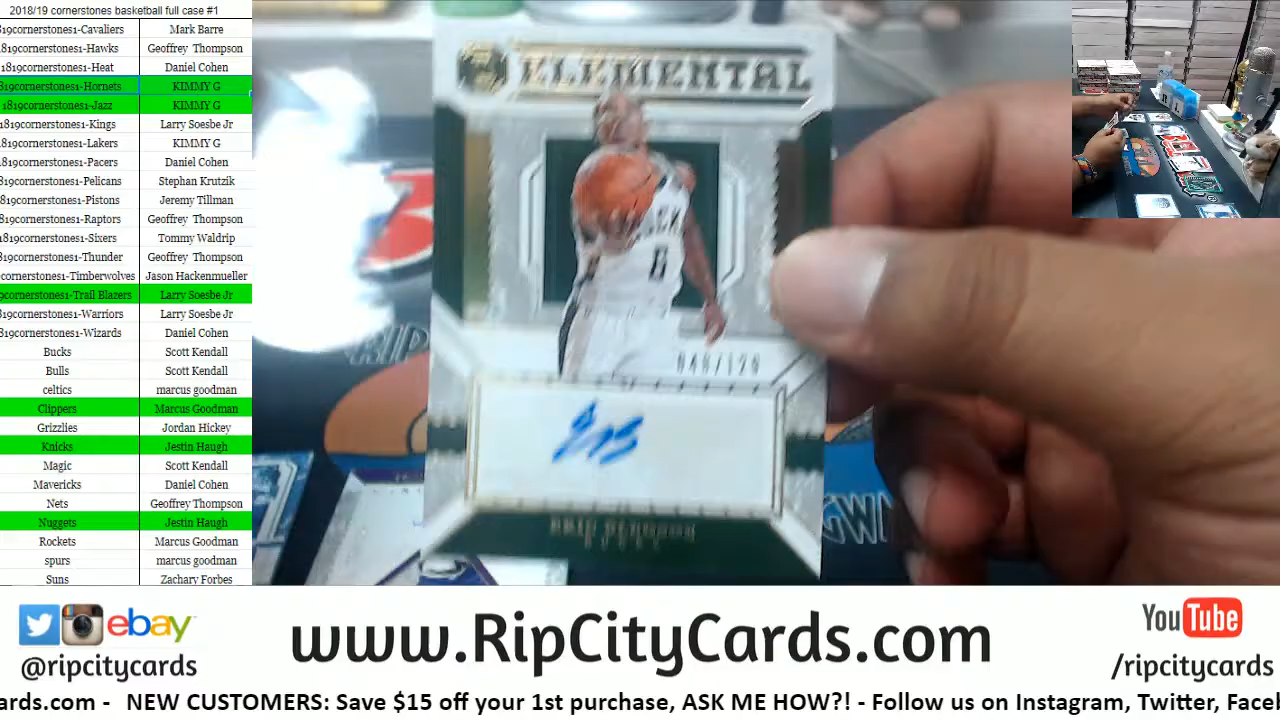 2018/19 cornerstones basketball full case #1
819cornerstones1-Cavaliers Mark Barre
1819cornerstones1-Hawks Geoffrey Thompson
1819cornerstones1-Heat Daniel Cohen
819cornerstones1-Hornets KIMMY G
1819cornerstones1-Jazz KIMMY G
1819cornerstones1-Kings Larry Soesbe Jr
1819cornerstones1-Lakers KIMMY G
1819cornerstones1-Pacers Daniel Cohen
819cornerstones1-Pelicans Stephan Krutzik
819cornerstones1-Pistons Jeremy Tillman
819cornerstones1-Raptors Geoffrey Thompson
1819cornerstones1-Sixers Tommy Waldrip
819cornerstones1-Thunder Geoffrey Thompson
cornerstones1-Timberwolves Jason Hackenmueller
9cornerstones1-Trail Blazers Larry Soesbe Jr
819cornerstones1-Warriors Larry Soesbe Jr
819cornerstones1-Wizards Daniel Cohen
Bucks Scott Kendall
Bulls Scott Kendall
celtics marcus goodman
Clippers Marcus Goodman
Grizzlies Jordan Hickey
Knicks Jestin Haugh
Magic Scott Kendall
Mavericks Daniel Cohen
Nets Geoffrey Thompson
Nuggets Jestin Haugh
Rockets Marcus Goodman
spurs marcus goodman
Suns Zachary Forbes
ELEMENTAL
6
www.RipCityCards.com
ebay
@ripcitycards
YouTube
/ripcitycards
ards.com - NEW CUSTOMERS: Save $15 off your 1st purchase, ASK ME HOW?! - Follow us on Instagram, Twitter, Face